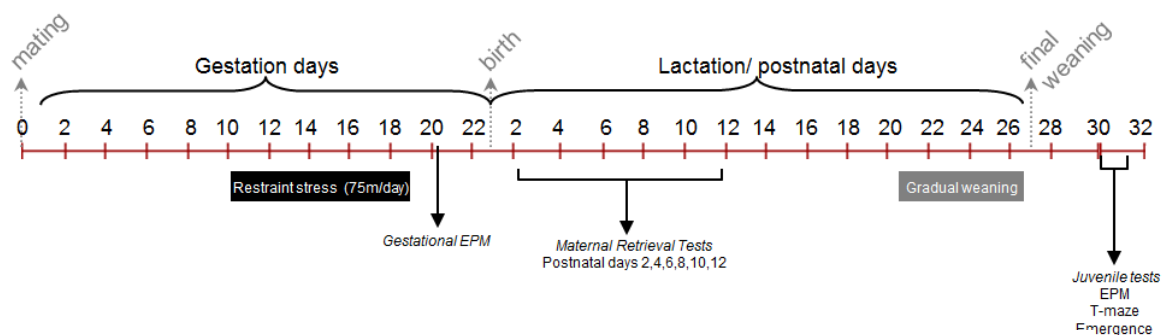 mating
birth
final
weaning
Gestation days
Lactation/ postnatal days
0 2 4 6 8 10 12 14 16 18 20 22 2 4 6 8 10 12 14 16 18 20 22 24 26 28 30 32
Restraint stress (75m/day)
Gradual weaning
Gestational EPM
Maternal Retrieval Tests
Postnatal days 2,4,6,8,10,12
Juvenile tests
EPM
T-maze
Emergence